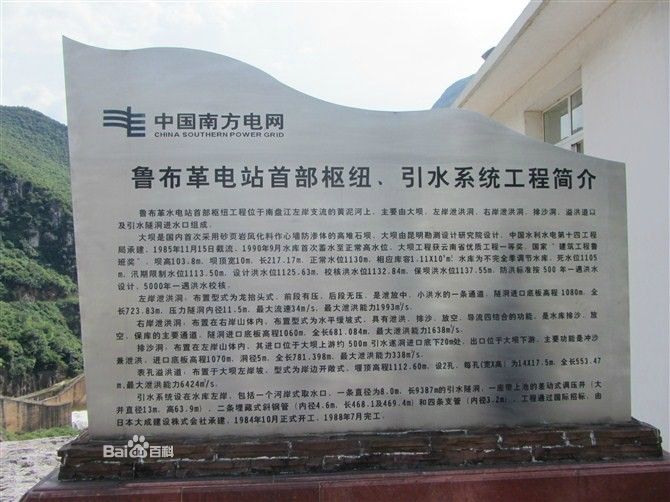 中国南方电网
CHINA SOUTHERN POWER GRID
鲁布革电站首部枢纽、引水系统工程简介
鲁布革水电站首部枢纽工程位于南盘江左岸支流的黄泥河上，主要由大坝、左岸泄洪洞、右岸泄洪洞、排沙洞、溢洪道以
及引水隧洞进水口组成。
大坝是国内首次采用砂页岩风化料作心墙防渗体的高堆石坝，大坝由昆明勘测设计研究院设计，中国水利水电第十四工程
局承建，1985年11月15日截流，1990年9月水库首次蓄水至正常高水位，大坝工程获云南省优质工程一等奖、国家“建筑工程鲁
班奖”。坝高103.8m，坝顶宽10m，长217.17m，正常水位1130m，相应库容1.11X10⁸m³水库为不完全季调节水库，死水位1105
m，汛期限制水位1113.50m，设计洪水位1125.63m，校核洪水位1132.84m，保坝洪水位1137.55m，防洪标准按 500 年一遇洪水
设计，5000年一遇洪水校核。
左岸泄洪洞，布置型式为龙抬头式，前段有压，后段无压，是泄放中、小洪水的一条通道，隧洞进口底板高程 1080m，全
长723.83m，压力隧洞内径11.5m，最大流速34m/s，最大泄洪能力1993m³/s。
右岸泄洪洞，布置在右岸山体内，布置型式为水平缓坡式，具有泄洪、排沙、放空、导流四结合的功能，是水库排沙、放
空、保库的主要通道，隧洞进口底板高程1060m，全长681.084m，最大泄洪能力1638m³/s。
排沙洞，布置在左岸山体内，其进口位于大坝上游约 500m 引水遂洞进口底下20m处，出口位于大坝下游，主要功能是冲沙
兼泄洪，进口底板高程1070m，洞径5m，全长781.398m，最大泄洪能力338m³/s
表孔溢洪道，布置于大坝左岸坡，型式为岸边开敞式，堰顶高程1112.60m，设2孔，每孔(宽X高)为14X17.5m，全长553.47
m，最大泄洪能力6424m³/s
引水系统设在水库左岸，包括一个河岸式取水口，一条直径为8.0m，长9387m的引水隧洞，一座埋上池的差动式调压井（大
井直径13m，高63.9m），二条埋藏式斜钢管（内径4.6m，长468.1及469.4m）和四条支管（内径3.2m）。工程通过国际招标，由
日本大成建设株式会社承建，1984年10月正式开工，1988年7月完工。
Bai百科